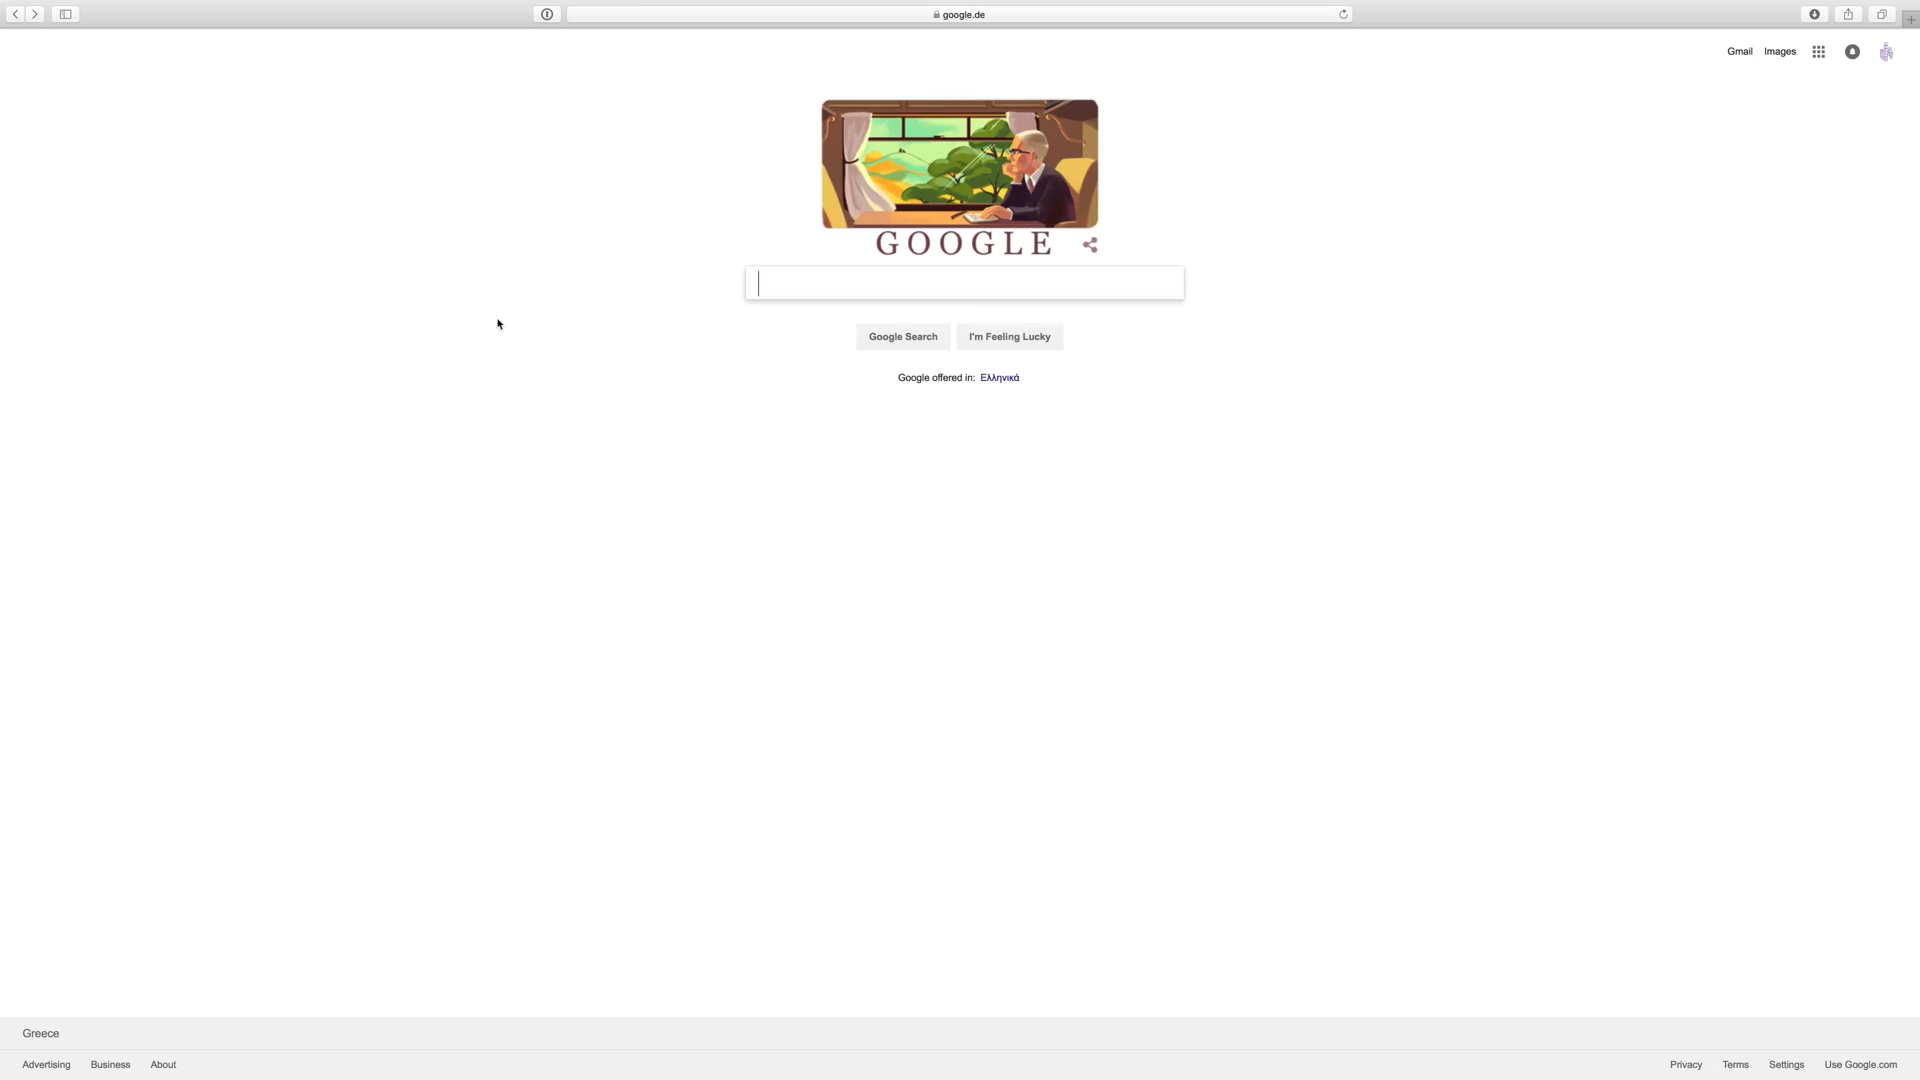 google.de
Gmail Images
GOOGLE
Google Search I'm Feeling Lucky
Google offered in: Ελληνικά
Greece
Advertising Business About
Privacy Terms Settings Use Google.com